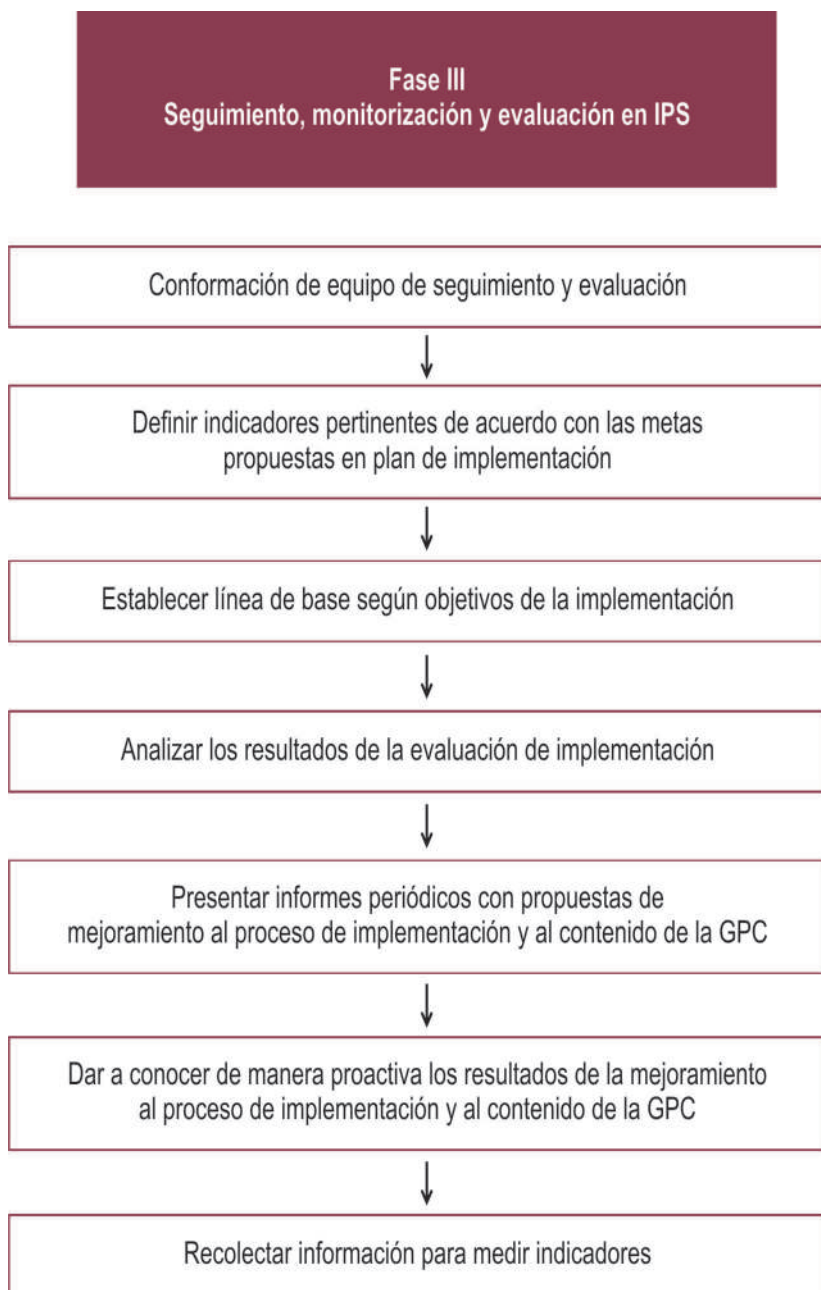 Fase III
Seguimiento, monitorización y evaluación en IPS
Conformación de equipo de seguimiento y evaluación
Definir indicadores pertinentes de acuerdo con las metas
propuestas en plan de implementación
Establecer línea de base según objetivos de la implementación
Analizar los resultados de la evaluación de implementación
Presentar informes periódicos con propuestas de
mejoramiento al proceso de implementación y al contenido de la GPC
Dar a conocer de manera proactiva los resultados de la mejoramiento
al proceso de implementación y al contenido de la GPC
Recolectar información para medir indicadores